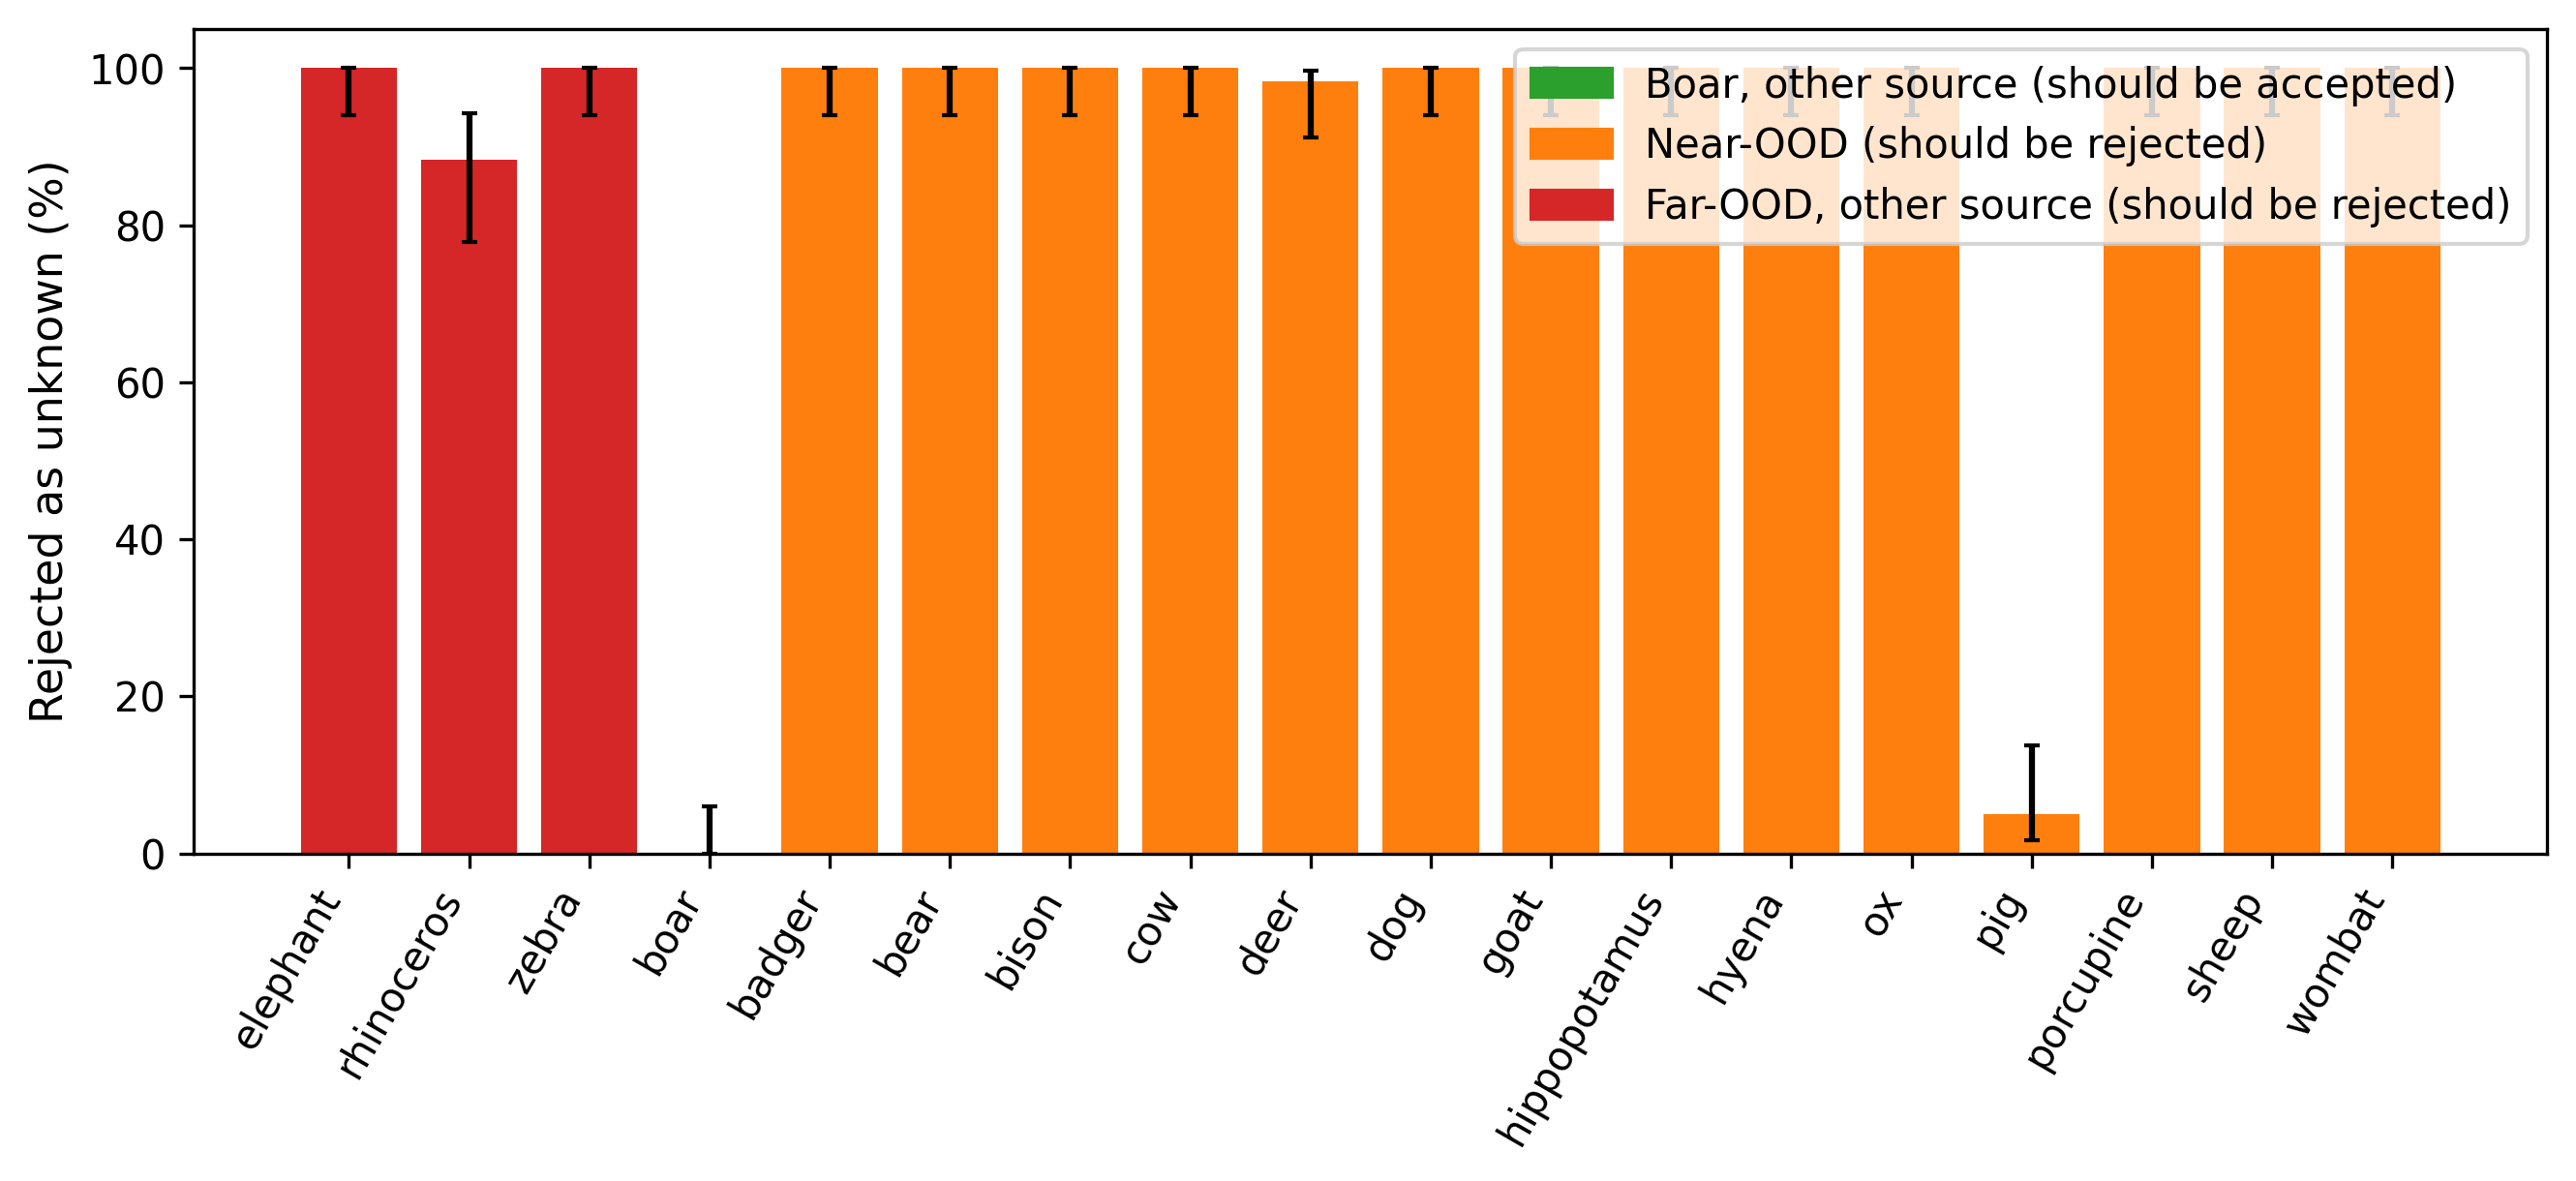 Rejected as unknown (%)
100
80
60
40
20
0
Boar, other source (should be accepted)
Near-OOD (should be rejected)
Far-OOD, other source (should be rejected)
elephant
rhinoceros
zebra
boar
badger
bear
bison
cow
deer
dog
goat
hippopotamus
hyena
ox
pig
porcupine
sheep
wombat